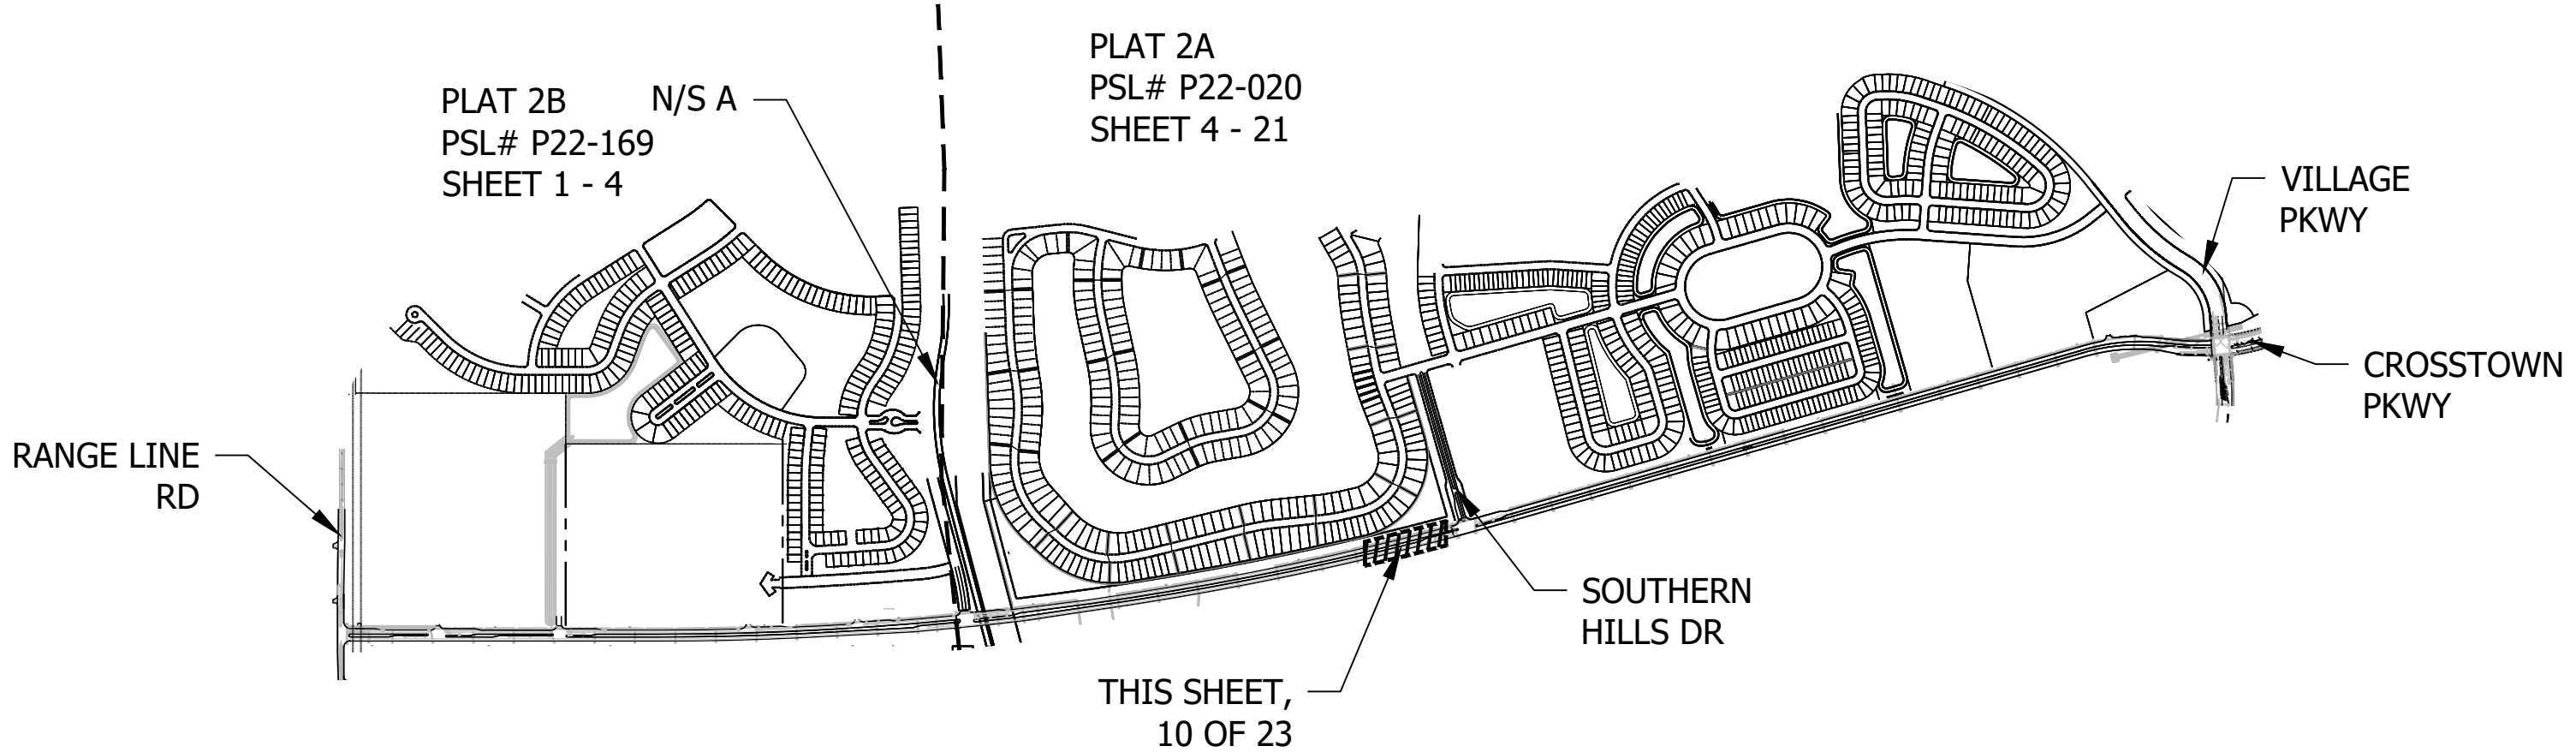 PLAT 2A
PSL# P22-020
SHEET 4 - 21
PLAT 2B
PSL# P22-169
SHEET 1 - 4
N/S A
VILLAGE
PKWY
CROSSTOWN
PKWY
RANGE LINE
RD
SOUTHERN
HILLS DR
THIS SHEET,
10 OF 23